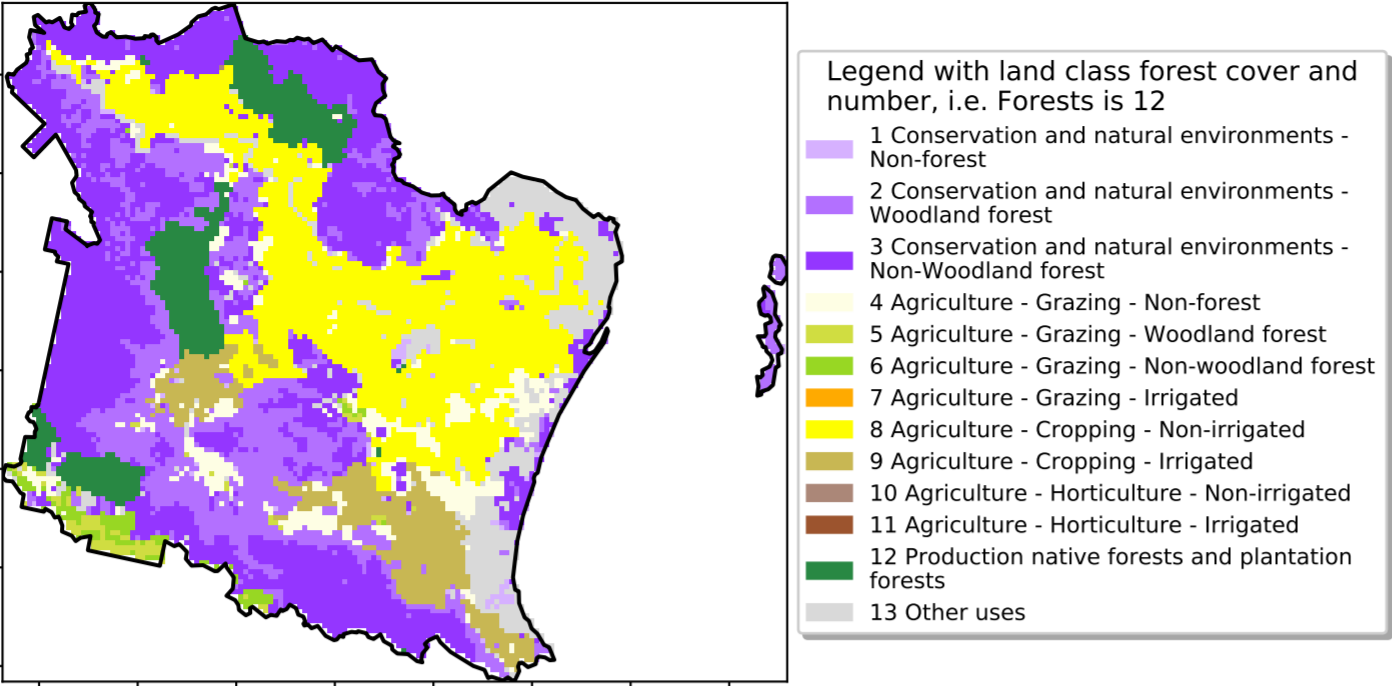 Legend with land class forest cover and
number, i.e. Forests is 12
1 Conservation and natural environments -
Non-forest
2 Conservation and natural environments -
Woodland forest
3 Conservation and natural environments -
Non-Woodland forest
4 Agriculture - Grazing - Non-forest
5 Agriculture - Grazing - Woodland forest
6 Agriculture - Grazing - Non-woodland forest
7 Agriculture - Grazing - Irrigated
8 Agriculture - Cropping - Non-irrigated
9 Agriculture - Cropping - Irrigated
10 Agriculture - Horticulture - Non-irrigated
11 Agriculture - Horticulture - Irrigated
12 Production native forests and plantation
forests
13 Other uses